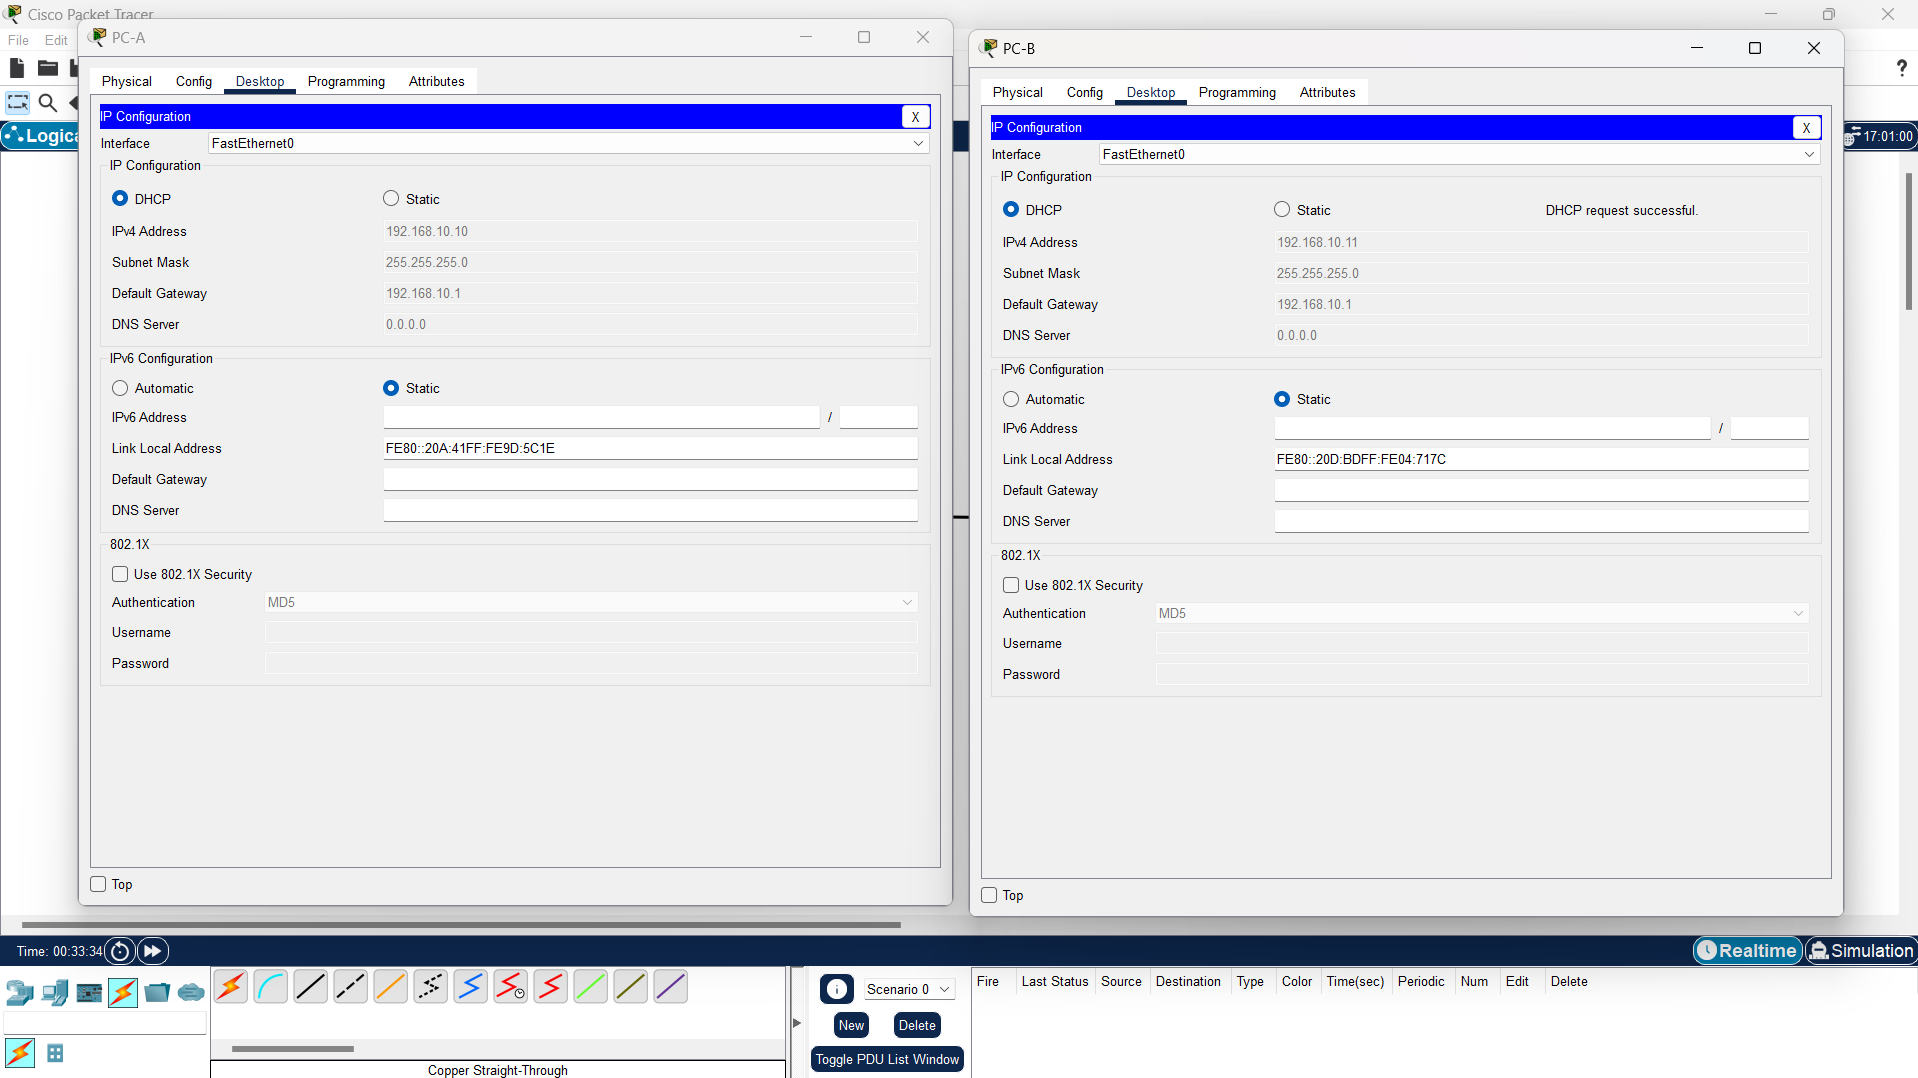 Cisco Packet Tracer
File Edit
Logica
17:01:00
PC-A
Physical Config Desktop Programming Attributes
IP Configuration X
Interface FastEthernet0
IP Configuration
DHCP Static
IPv4 Address 192.168.10.10
Subnet Mask 255.255.255.0
Default Gateway 192.168.10.1
DNS Server 0.0.0.0
IPv6 Configuration
Automatic Static
IPv6 Address /
Link Local Address FE80::20A:41FF:FE9D:5C1E
Default Gateway
DNS Server
802.1X
Use 802.1X Security
Authentication MD5
Username
Password
Top
PC-B
Physical Config Desktop Programming Attributes
IP Configuration X
Interface FastEthernet0
IP Configuration
DHCP Static DHCP request successful.
IPv4 Address 192.168.10.11
Subnet Mask 255.255.255.0
Default Gateway 192.168.10.1
DNS Server 0.0.0.0
IPv6 Configuration
Automatic Static
IPv6 Address /
Link Local Address FE80::20D:BDFF:FE04:717C
Default Gateway
DNS Server
802.1X
Use 802.1X Security
Authentication MD5
Username
Password
Top
Time: 00:33:34 Realtime Simulation
Scenario 0
New Delete
Toggle PDU List Window
Fire Last Status Source Destination Type Color Time(sec) Periodic Num Edit Delete
Copper Straight-Through